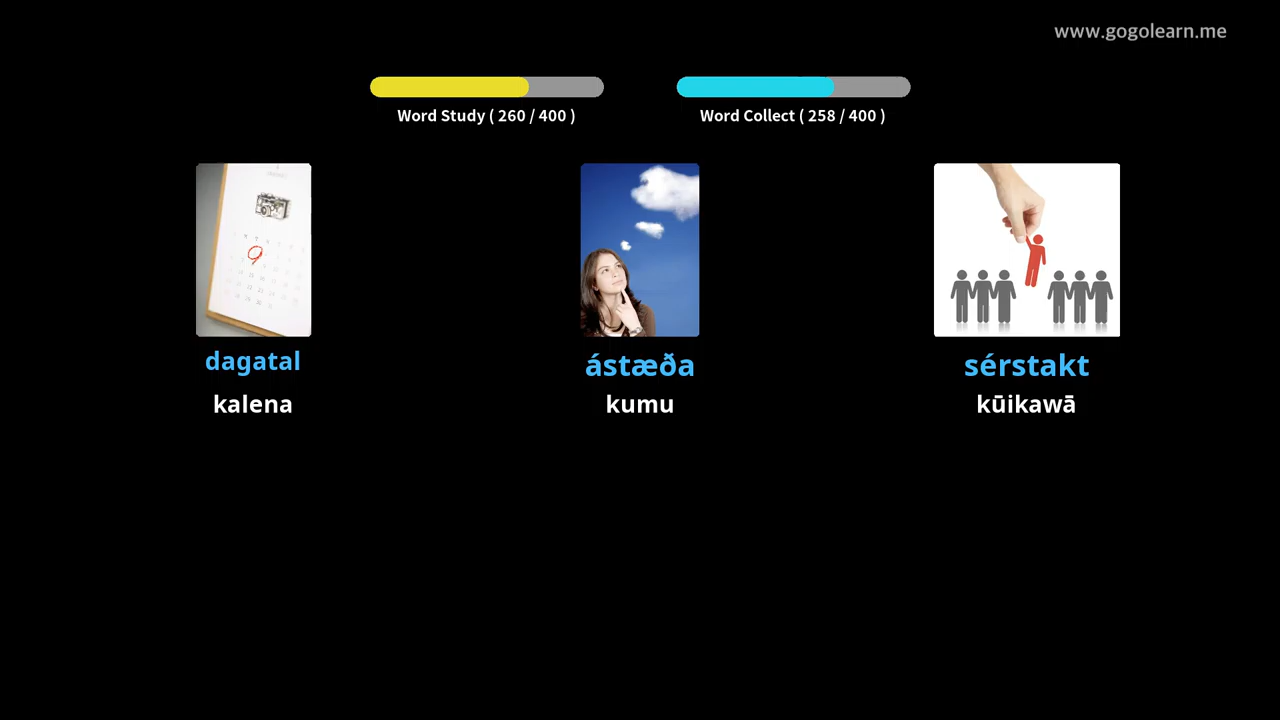 www.gogolearn.me
Word Study ( 260 / 400 )
Word Collect ( 258 / 400 )
dagatal
ástæða
sérstakt
kalena
kumu
kūikawā